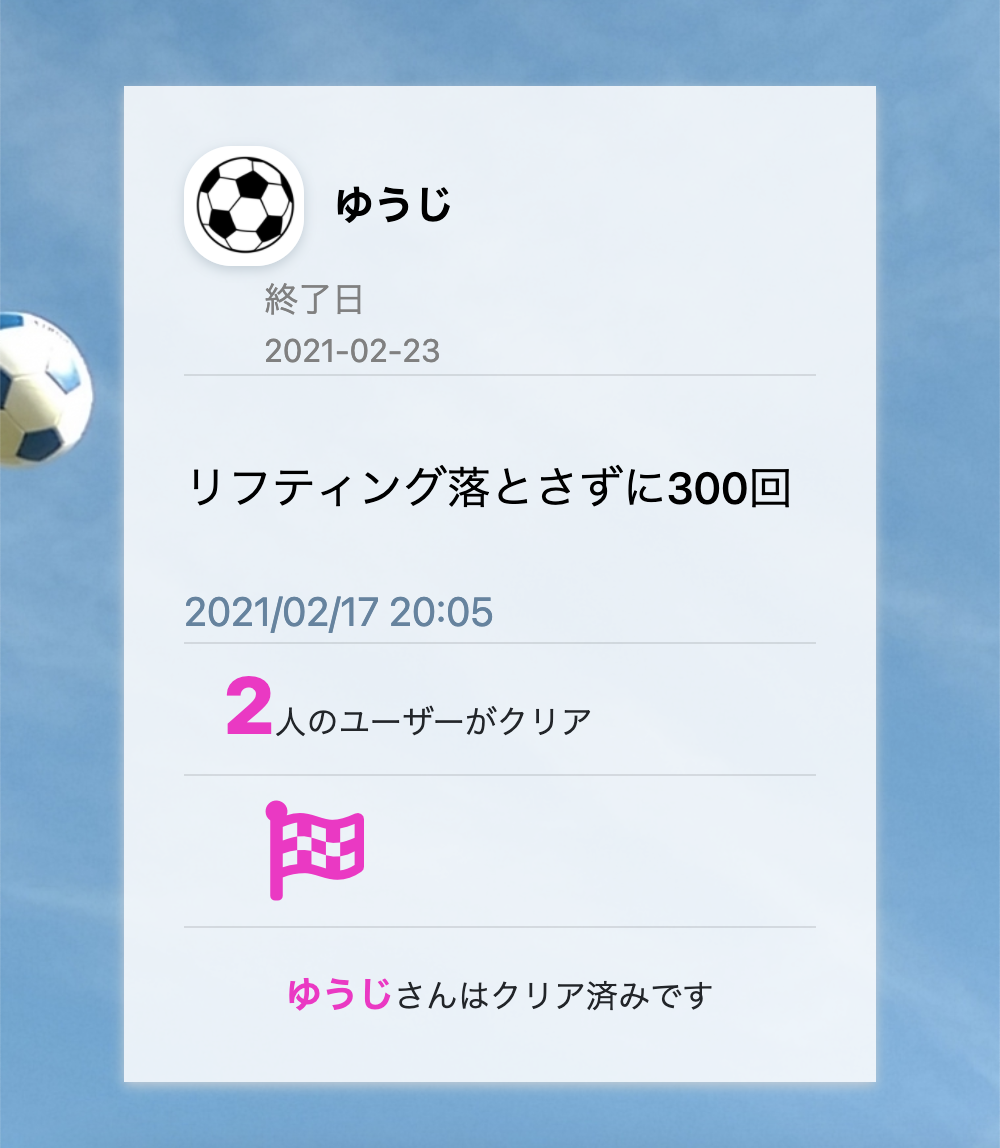 ゆうじ
終了日
2021-02-23
リフティング落とさずに300回
2021/02/17 20:05
2人のユーザーがクリア
ゆうじさんはクリア済みです